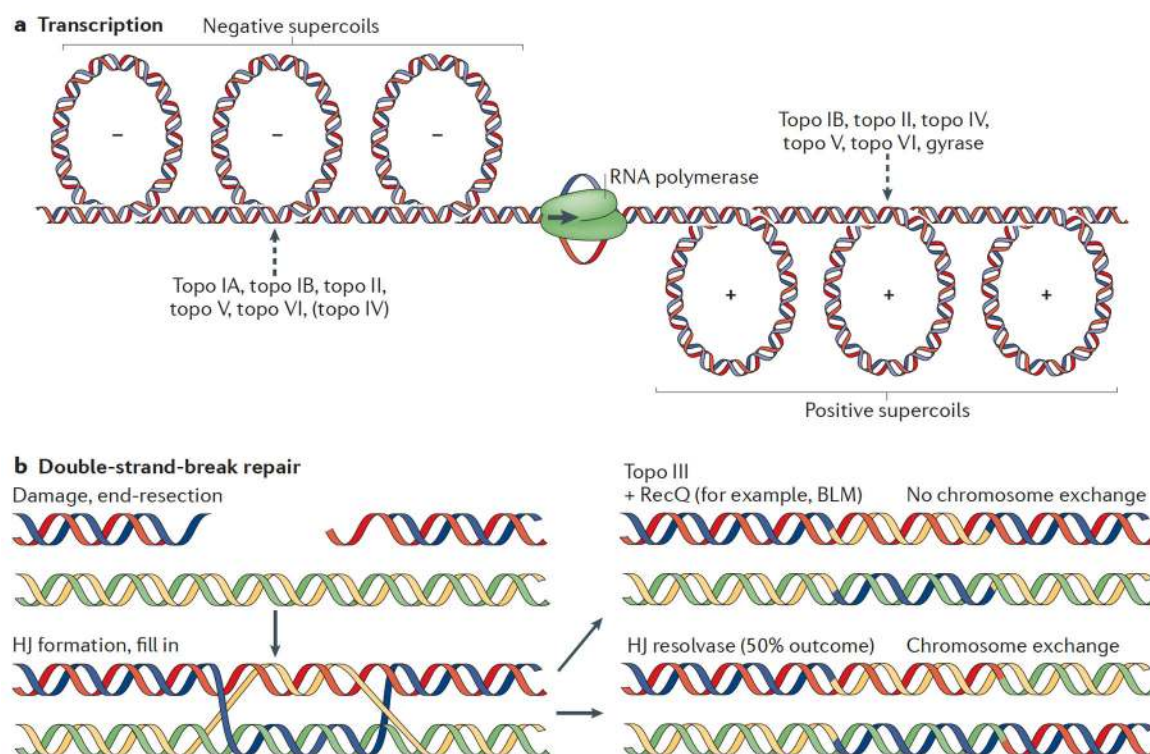 a Transcription
Negative supercoils
–
–
–
Topo IB, topo II, topo IV,
topo V, topo VI, gyrase
RNA polymerase
Topo IA, topo IB, topo II,
topo V, topo VI, (topo IV)
+
+
+
Positive supercoils
b Double-strand-break repair
Damage, end-resection
Topo III
+ RecQ (for example, BLM)
No chromosome exchange
HJ formation, fill in
HJ resolvase (50% outcome)
Chromosome exchange